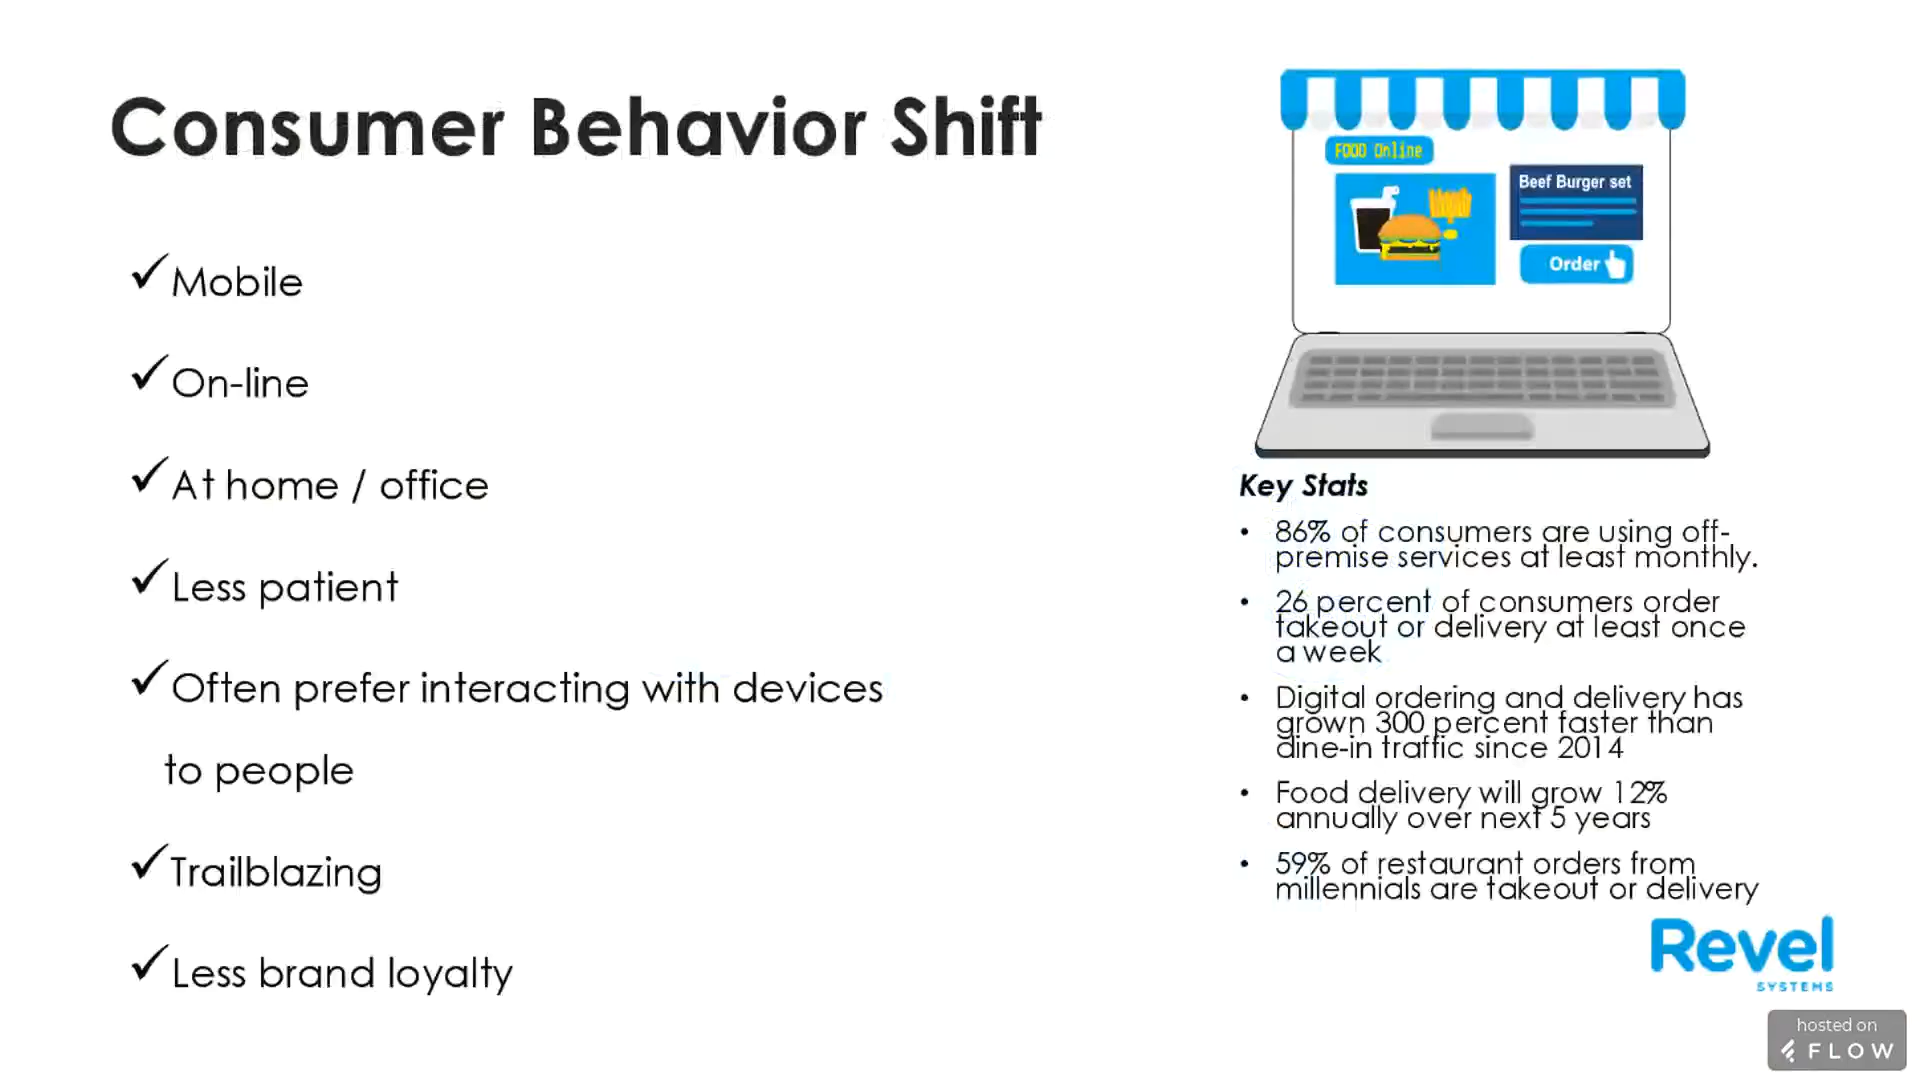 Consumer Behavior Shift
Mobile
On-line
At home / office
Less patient
Often prefer interacting with devices
to people
Trailblazing
Less brand loyalty
FOOD Online
Beef Burger set
Order
Key Stats
• 86% of consumers are using off-
premise services at least monthly.
• 26 percent of consumers order
takeout or delivery at least once
a week
• Digital ordering and delivery has
grown 300 percent faster than
dine-in traffic since 2014
• Food delivery will grow 12%
annually over next 5 years
• 59% of restaurant orders from
millennials are takeout or delivery
Revel
SYSTEMS
hosted on
FLOW